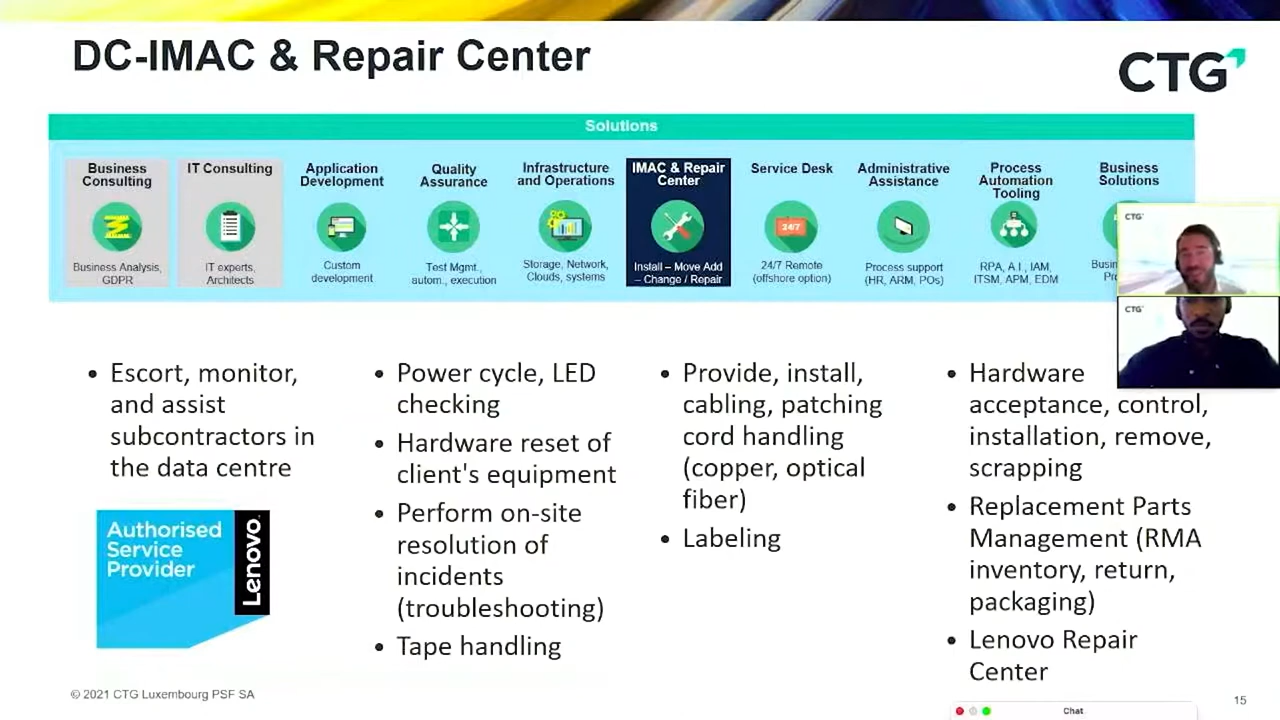 DC-IMAC & Repair Center
CTG
Solutions
Business
Consulting
Business Analysis,
GDPR
IT Consulting
IT experts,
Architects
Application
Development
Custom
development
Quality
Assurance
Test Mgmt.,
autom., execution
Infrastructure
and Operations
Storage, Network,
Clouds, systems
IMAC & Repair
Center
Install – Move Add
– Change / Repair
Service Desk
24/7
24/7 Remote
(offshore option)
Administrative
Assistance
Process support
(HR, ARM, POs)
Process
Automation
Tooling
RPA, A.I., IAM,
ITSM, APM, EDM
Business
Solutions
CTG
CTG
• Escort, monitor,
and assist
subcontractors in
the data centre
Authorised
Service
Provider
Lenovo
• Power cycle, LED
checking
• Hardware reset of
client's equipment
• Perform on-site
resolution of
incidents
(troubleshooting)
• Tape handling
• Provide, install,
cabling, patching
cord handling
(copper, optical
fiber)
• Labeling
• Hardware
acceptance, control,
installation, remove,
scrapping
• Replacement Parts
Management (RMA
inventory, return,
packaging)
• Lenovo Repair
Center
© 2021 CTG Luxembourg PSF SA
15
Chat